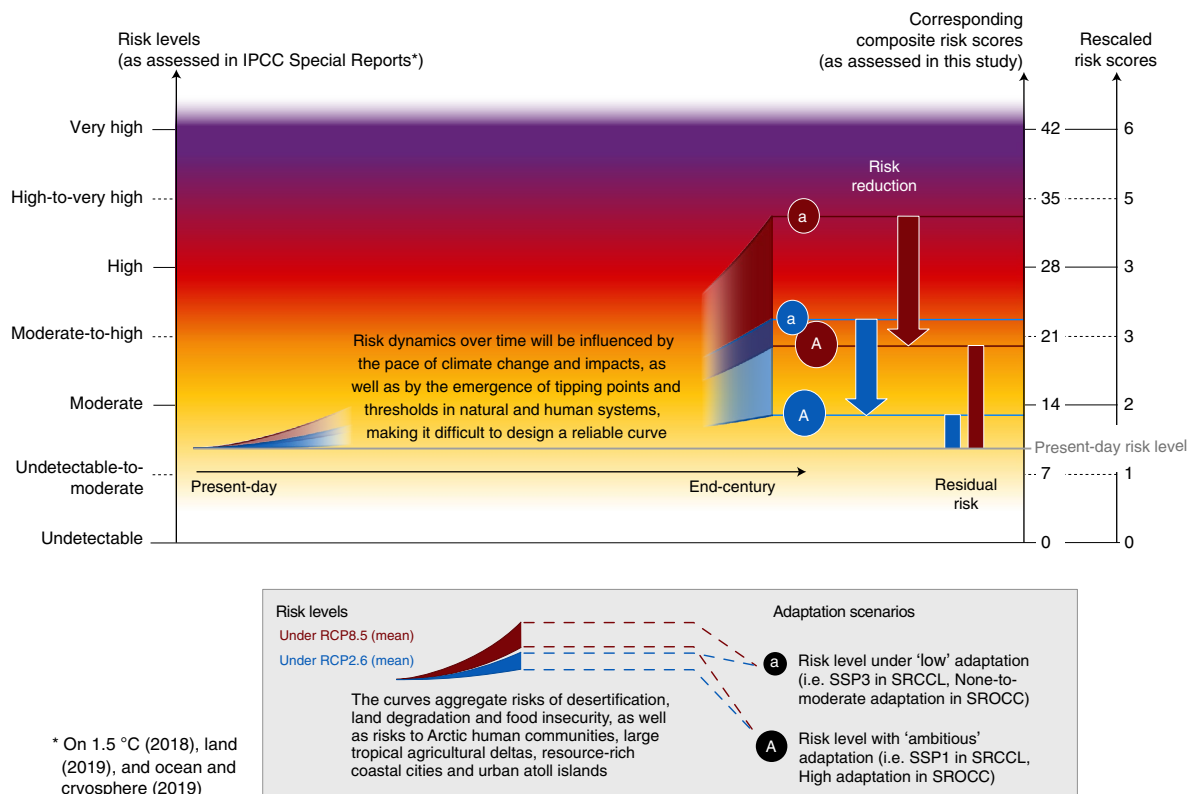 Risk levels
(as assessed in IPCC Special Reports*)
Corresponding
composite risk scores
(as assessed in this study)
Rescaled
risk scores
Very high
42
6
Risk
reduction
High-to-very high
35
5
a
High
28
3
a
Moderate-to-high
21
3
A
Risk dynamics over time will be influenced by
the pace of climate change and impacts, as
well as by the emergence of tipping points and
thresholds in natural and human systems,
making it difficult to design a reliable curve
Moderate
14
2
A
Present-day risk level
Undetectable-to-
moderate
7
1
Present-day
End-century
Residual
risk
Undetectable
0
0
Risk levels
Under RCP8.5 (mean)
Under RCP2.6 (mean)
The curves aggregate risks of desertification,
land degradation and food insecurity, as well
as risks to Arctic human communities, large
tropical agricultural deltas, resource-rich
coastal cities and urban atoll islands
Adaptation scenarios
a
Risk level under ‘low’ adaptation
(i.e. SSP3 in SRCCL, None-to-
moderate adaptation in SROCC)
A
Risk level with ‘ambitious’
adaptation (i.e. SSP1 in SRCCL,
High adaptation in SROCC)
* On 1.5 °C (2018), land
(2019), and ocean and
cryosphere (2019)